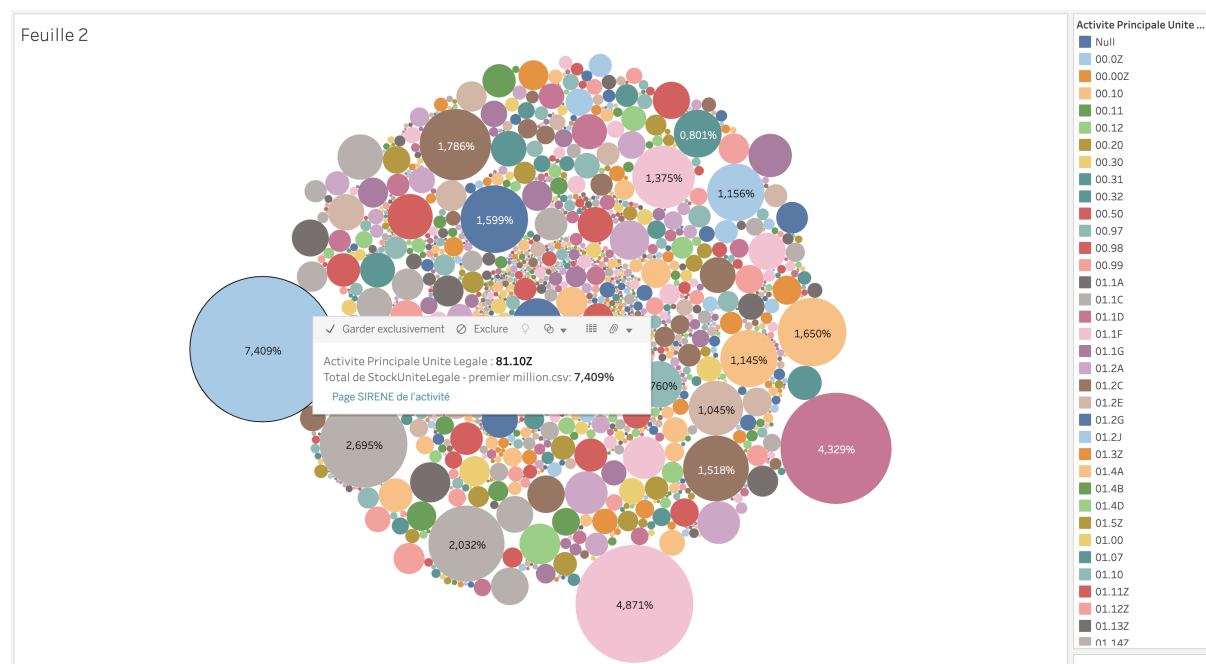 Feuille 2
Activite Principale Unite ...
Null
00.0Z
00.00Z
00.10
00.11
00.12
00.20
00.30
00.31
00.32
00.50
00.97
00.98
00.99
01.1A
01.1C
01.1D
01.1F
01.1G
01.2A
01.2C
01.2E
01.2G
01.2J
01.3Z
01.4A
01.4B
01.4D
01.5Z
01.00
01.07
01.10
01.11Z
01.12Z
01.13Z
01.14Z
0,801%
1,786%
1,375%
1,156%
1,599%
7,409%
Garder exclusivement
Exclure
Activite Principale Unite Legale : 81.10Z
Total de StockUniteLegale - premier million.csv: 7,409%
Page SIRENE de l'activité
1,650%
1,145%
760%
1,045%
2,695%
4,329%
1,518%
2,032%
4,871%